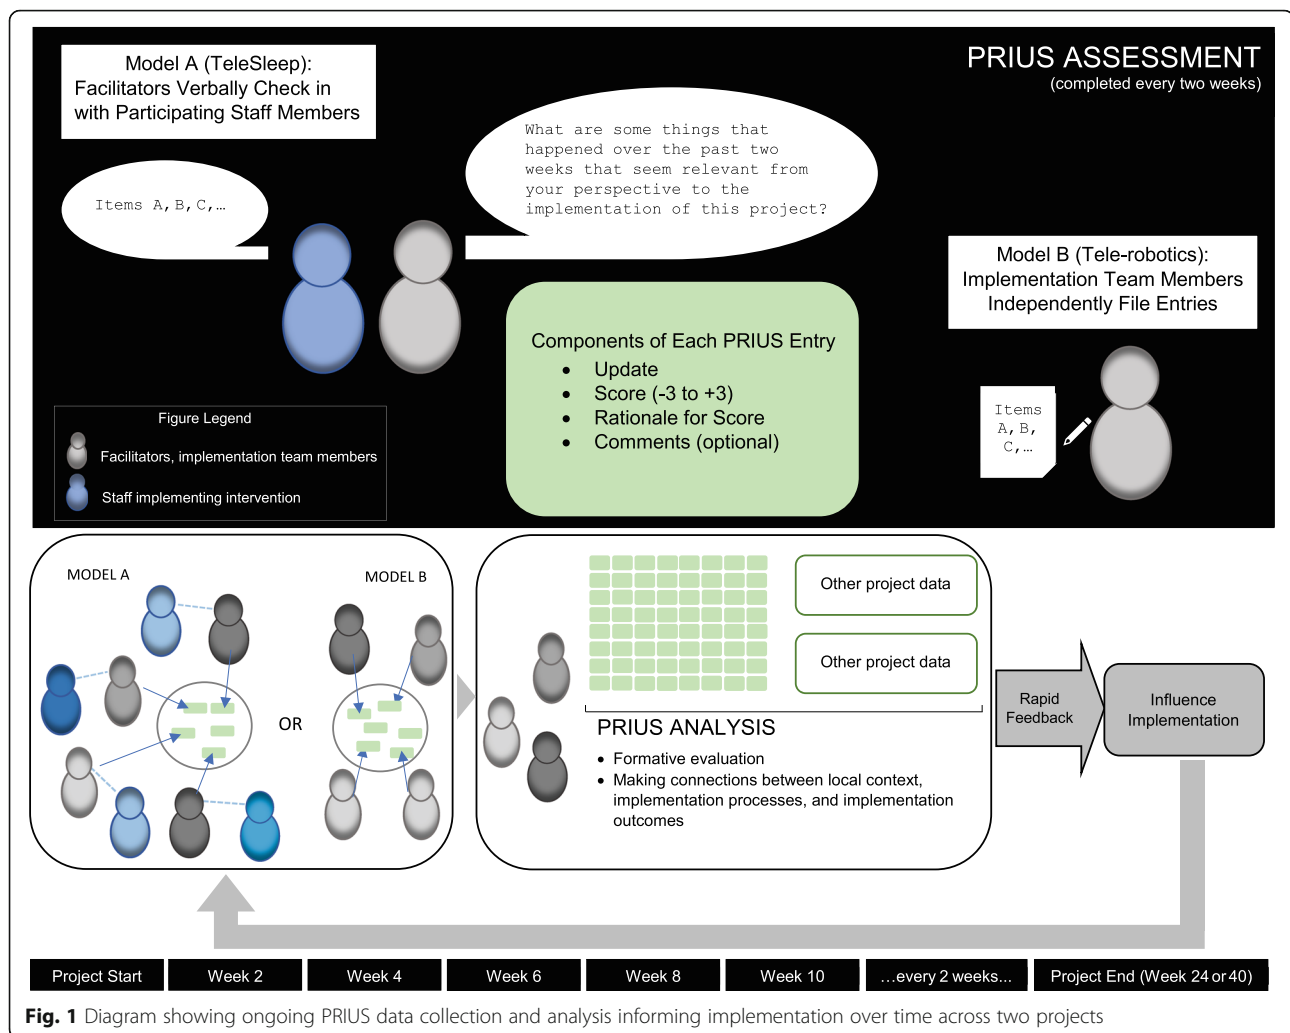 Model A (TeleSleep):
Facilitators Verbally Check in
with Participating Staff Members
PRIUS ASSESSMENT
(completed every two weeks)
What are some things that
happened over the past two
weeks that seem relevant from
your perspective to the
implementation of this project?
Items A,B,C,…
Model B (Tele-robotics):
Implementation Team Members
Independently File Entries
Components of Each PRIUS Entry
• Update
• Score (-3 to +3)
• Rationale for Score
• Comments (optional)
Items
A,B,
C,…
Figure Legend
Facilitators, implementation team members
Staff implementing intervention
MODEL A
OR
MODEL B
Other project data
Other project data
PRIUS ANALYSIS
• Formative evaluation
• Making connections between local context,
implementation processes, and implementation
outcomes
Rapid
Feedback
Influence
Implementation
Project Start
Week 2
Week 4
Week 6
Week 8
Week 10
…every 2 weeks...
Project End (Week 24 or 40)
Fig. 1 Diagram showing ongoing PRIUS data collection and analysis informing implementation over time across two projects